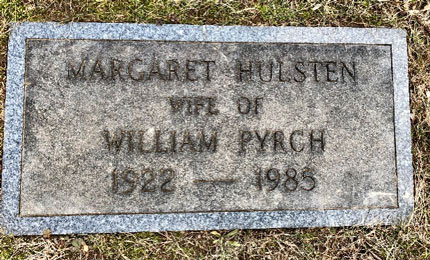 MARGARET HULSTEN
WIFE OF
WILLIAM PYRCH
1922 — 1985